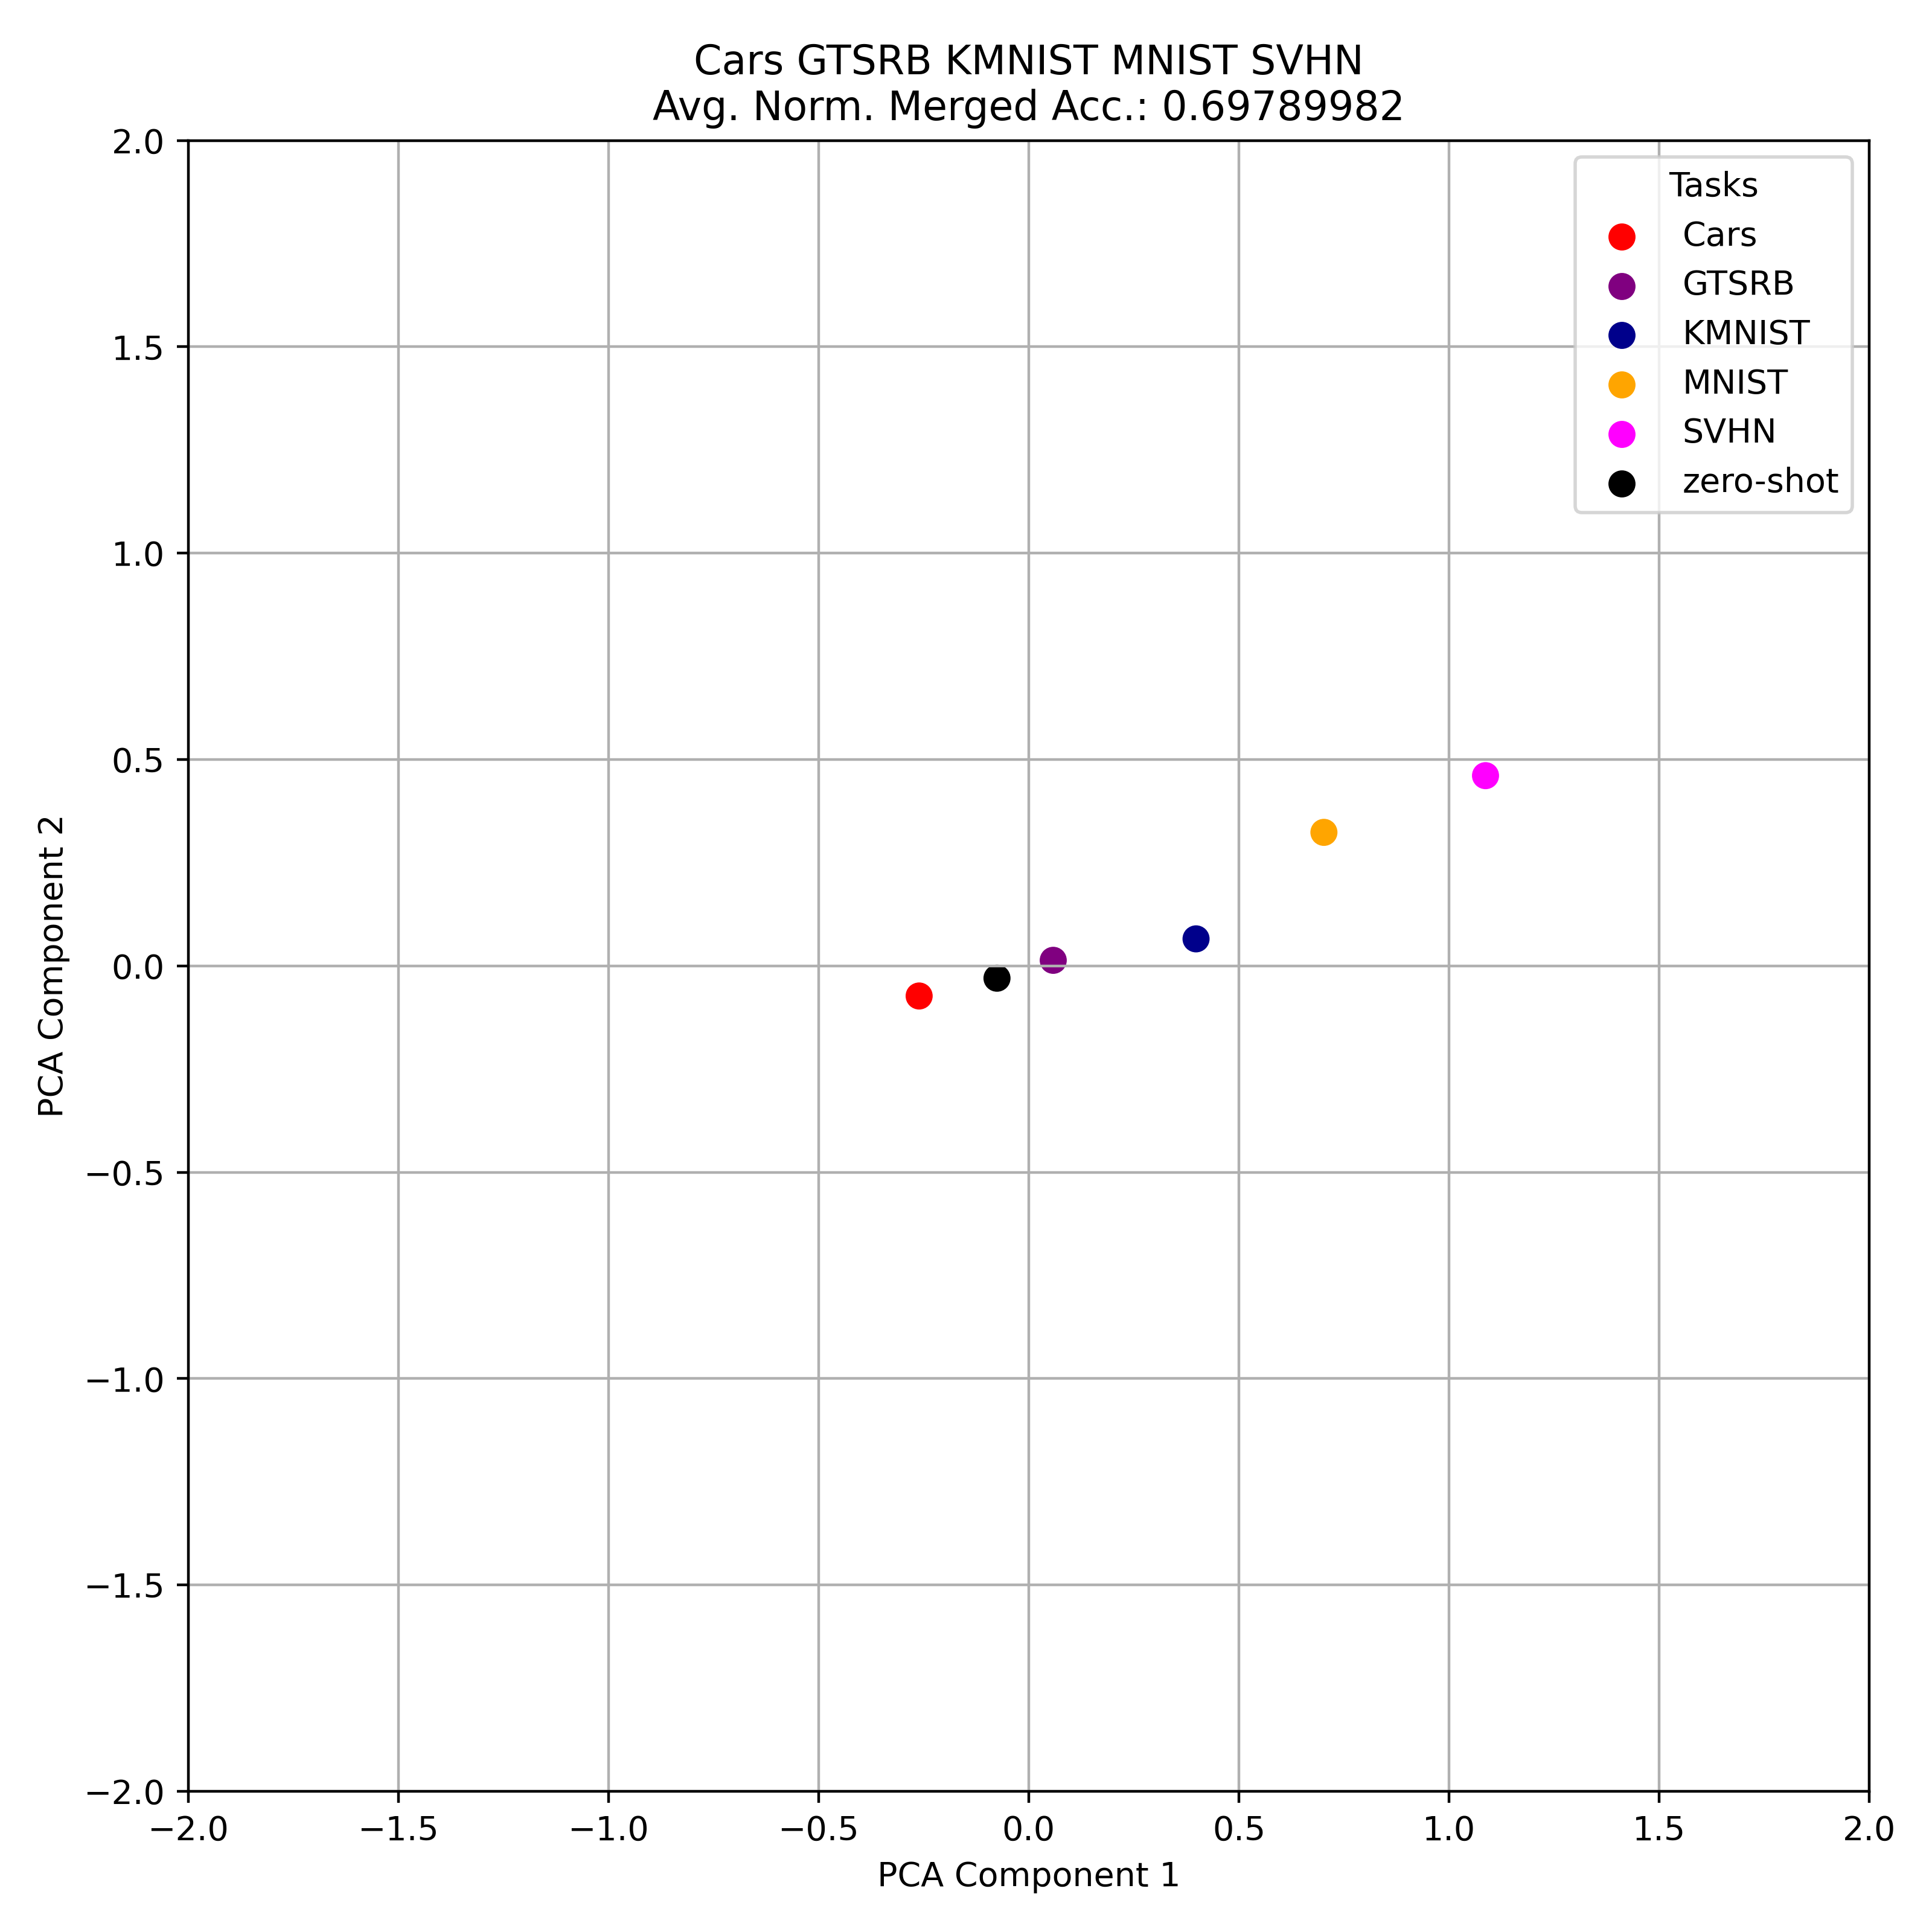 Cars GTSRB KMNIST MNIST SVHN
Avg. Norm. Merged Acc.: 0.69789982
Tasks
Cars
GTSRB
KMNIST
MNIST
SVHN
zero-shot
2.0
1.5
1.0
0.5
0.0
−0.5
−1.0
−1.5
−2.0
PCA Component 2
−2.0 −1.5 −1.0 −0.5 0.0 0.5 1.0 1.5 2.0
PCA Component 1